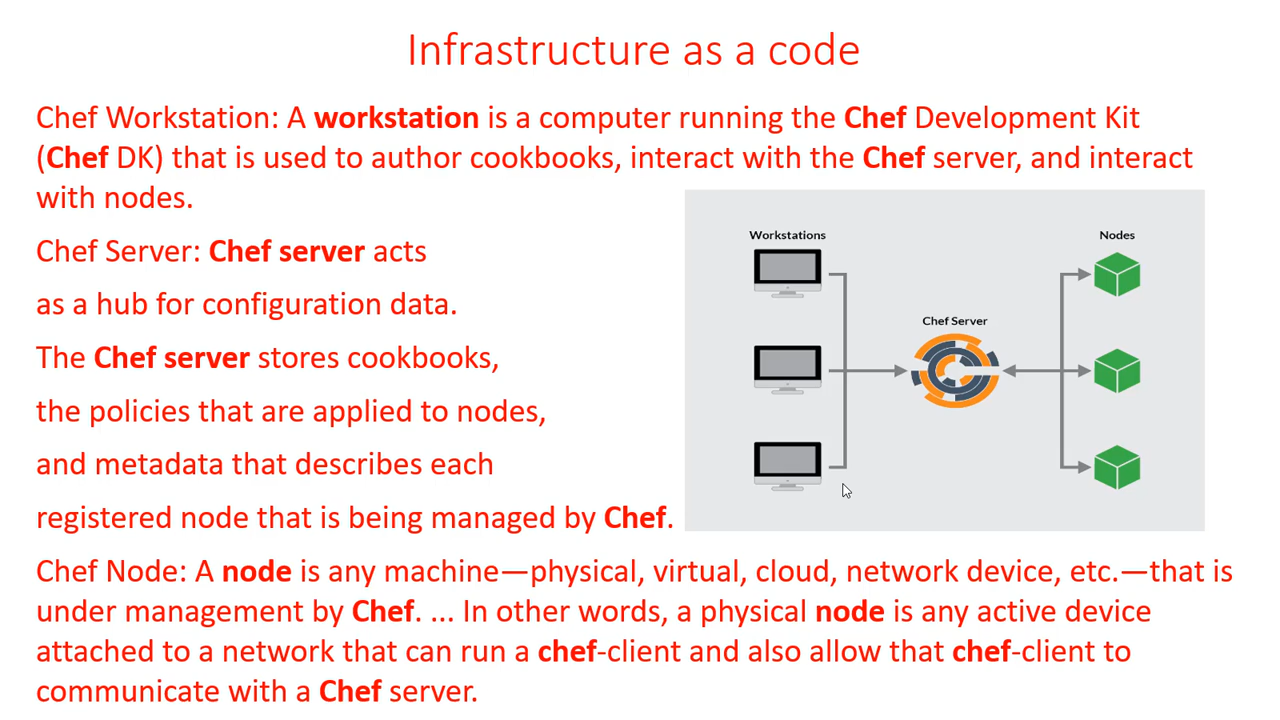 Infrastructure as a code
Chef Workstation: A workstation is a computer running the Chef Development Kit
(Chef DK) that is used to author cookbooks, interact with the Chef server, and interact
with nodes.
Chef Server: Chef server acts
as a hub for configuration data.
The Chef server stores cookbooks,
the policies that are applied to nodes,
and metadata that describes each
registered node that is being managed by Chef.
Workstations
Chef Server
Nodes
Chef Node: A node is any machine—physical, virtual, cloud, network device, etc.—that is
under management by Chef. ... In other words, a physical node is any active device
attached to a network that can run a chef-client and also allow that chef-client to
communicate with a Chef server.